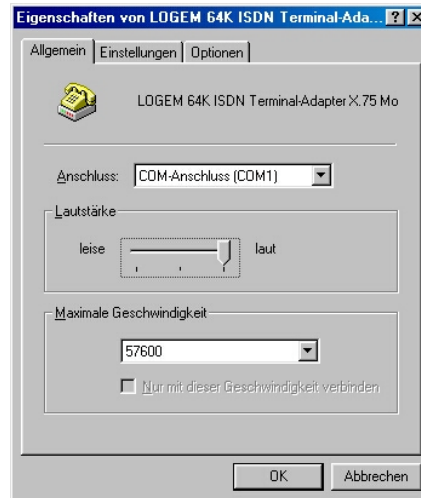 Eigenschaften von LOGEM 64K ISDN Terminal-Ada...
Allgemein Einstellungen Optionen
LOGEM 64K ISDN Terminal-Adapter X.75 Mo
Anschluss: COM-Anschluss (COM1)
Lautstärke
leise laut
Maximale Geschwindigkeit
57600
Nur mit dieser Geschwindigkeit verbinden
OK Abbrechen